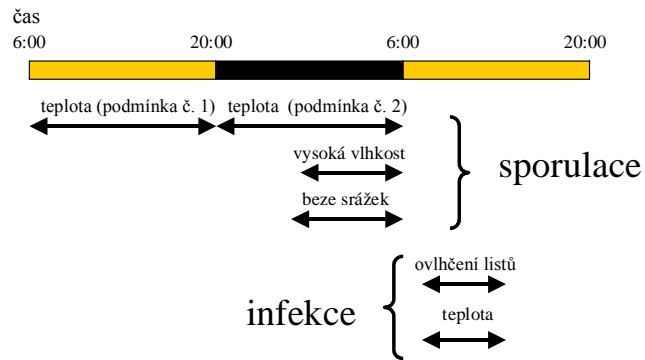 čas
6:00 20:00 6:00 20:00
teplota (podmínka č. 1) teplota (podmínka č. 2)
vysoká vlhkost
sporulace
beze srážek
ovlhčení listů
infekce
teplota